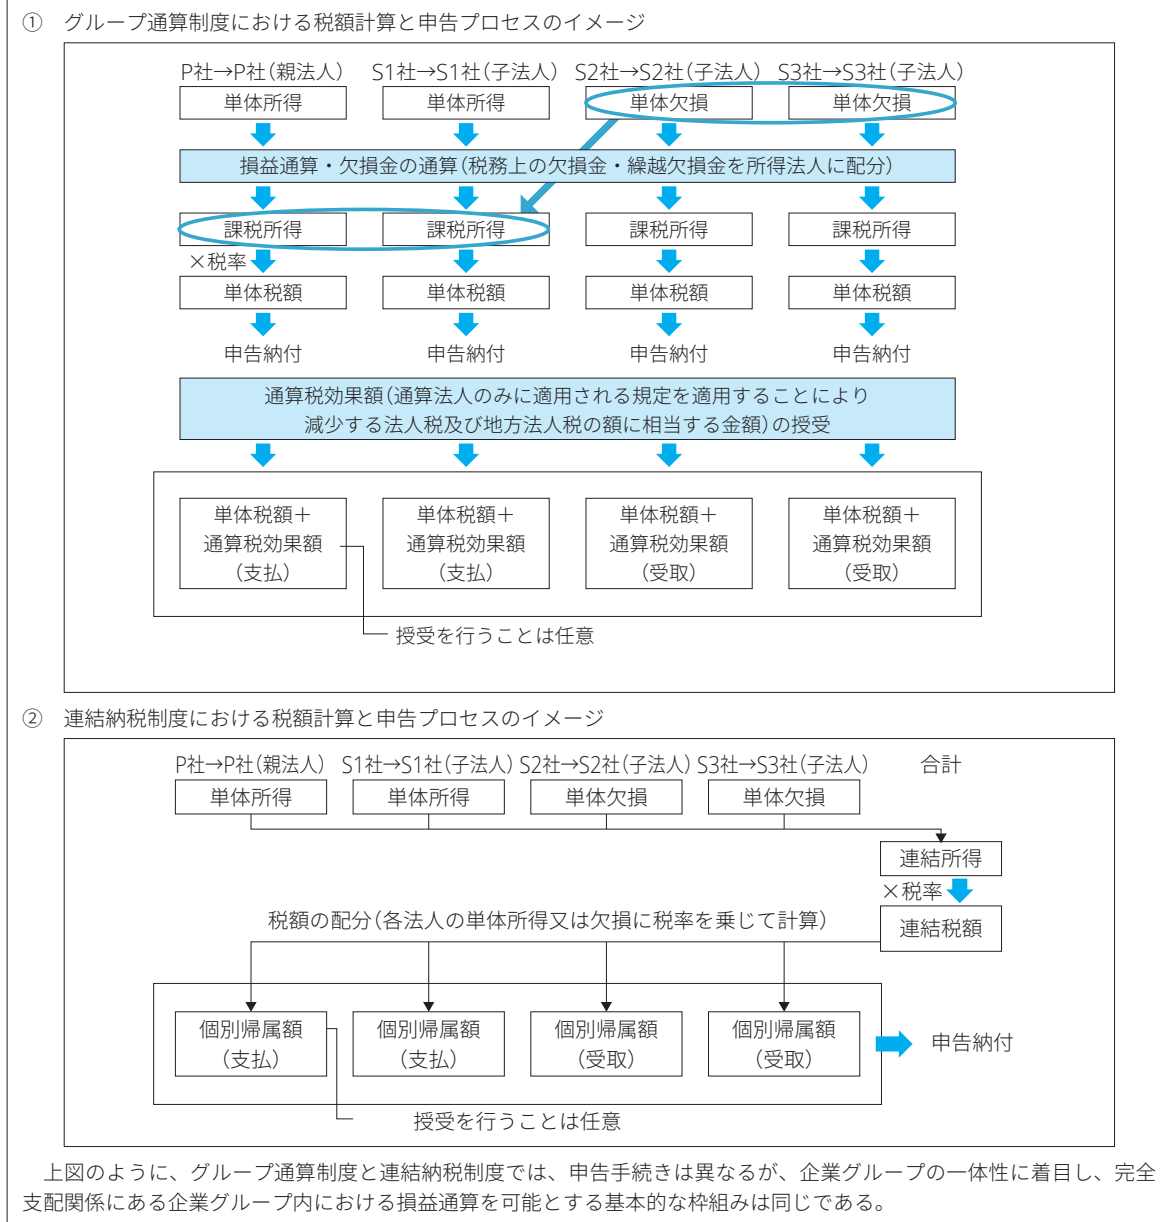 ① グループ通算制度における税額計算と申告プロセスのイメージ
P社→P社(親法人) S1社→S1社(子法人) S2社→S2社(子法人) S3社→S3社(子法人)
単体所得 単体所得 単体欠損 単体欠損
損益通算・欠損金の通算(税務上の欠損金・繰越欠損金を所得法人に配分)
課税所得 課税所得 課税所得 課税所得
×税率
単体税額 単体税額 単体税額 単体税額
申告納付 申告納付 申告納付 申告納付
通算税効果額(通算法人のみに適用される規定を適用することにより
減少する法人税及び地方法人税の額に相当する金額)の授受
単体税額＋ 単体税額＋ 単体税額＋ 単体税額＋
通算税効果額 通算税効果額 通算税効果額 通算税効果額
(支払) (支払) (受取) (受取)
授受を行うことは任意
② 連結納税制度における税額計算と申告プロセスのイメージ
P社→P社(親法人) S1社→S1社(子法人) S2社→S2社(子法人) S3社→S3社(子法人) 合計
単体所得 単体所得 単体欠損 単体欠損
連結所得
×税率
税額の配分(各法人の単体所得又は欠損に税率を乗じて計算)
連結税額
個別帰属額 個別帰属額 個別帰属額 個別帰属額
(支払) (支払) (受取) (受取)
申告納付
授受を行うことは任意
上図のように、グループ通算制度と連結納税制度では、申告手続きは異なるが、企業グループの一体性に着目し、完全
支配関係にある企業グループ内における損益通算を可能とする基本的な枠組みは同じである。